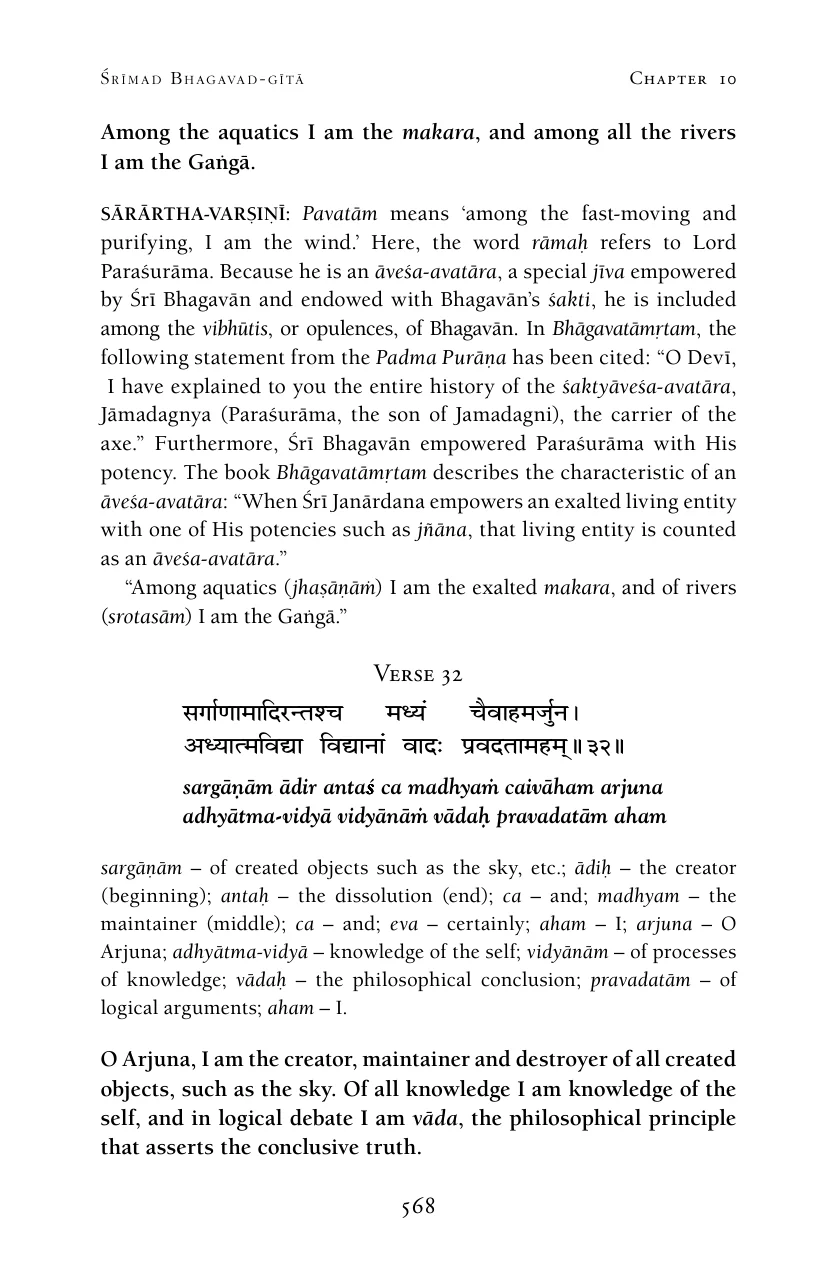 Śrīmad Bhagavad-gītā Chapter 10
Among the aquatics I am the makara, and among all the rivers
I am the Gaṅgā.
SĀRĀRTHA-VARṢIṆĪ: Pavatām means ‘among the fast-moving and
purifying, I am the wind.’ Here, the word rāmaḥ refers to Lord
Paraśurāma. Because he is an āveśa-avatāra, a special jīva empowered
by Śrī Bhagavān and endowed with Bhagavān’s śakti, he is included
among the vibhūtis, or opulences, of Bhagavān. In Bhāgavatāmṛtam, the
following statement from the Padma Purāṇa has been cited: “O Devī,
I have explained to you the entire history of the śaktyāveśa-avatāra,
Jāmadagnya (Paraśurāma, the son of Jamadagni), the carrier of the
axe.” Furthermore, Śrī Bhagavān empowered Paraśurāma with His
potency. The book Bhāgavatāmṛtam describes the characteristic of an
āveśa-avatāra: “When Śrī Janārdana empowers an exalted living entity
with one of His potencies such as jñāna, that living entity is counted
as an āveśa-avatāra.”
“Among aquatics (jhaṣāṇāṁ) I am the exalted makara, and of rivers
(srotasām) I am the Gaṅgā.”
Verse 32
सर्गाणामादिरन्तश्च मध्यं चैवाहमर्जुन।
अध्यात्मविद्या विद्यानां वादः प्रवदतामहम्॥३२॥
sargāṇām ādir antaś ca madhyaṁ caivāham arjuna
adhyātma-vidyā vidyānāṁ vādaḥ pravadatām aham
sargāṇām – of created objects such as the sky, etc.; ādiḥ – the creator
(beginning); antaḥ – the dissolution (end); ca – and; madhyam – the
maintainer (middle); ca – and; eva – certainly; aham – I; arjuna – O
Arjuna; adhyātma-vidyā – knowledge of the self; vidyānām – of processes
of knowledge; vādaḥ – the philosophical conclusion; pravadatām – of
logical arguments; aham – I.
O Arjuna, I am the creator, maintainer and destroyer of all created
objects, such as the sky. Of all knowledge I am knowledge of the
self, and in logical debate I am vāda, the philosophical principle
that asserts the conclusive truth.
568